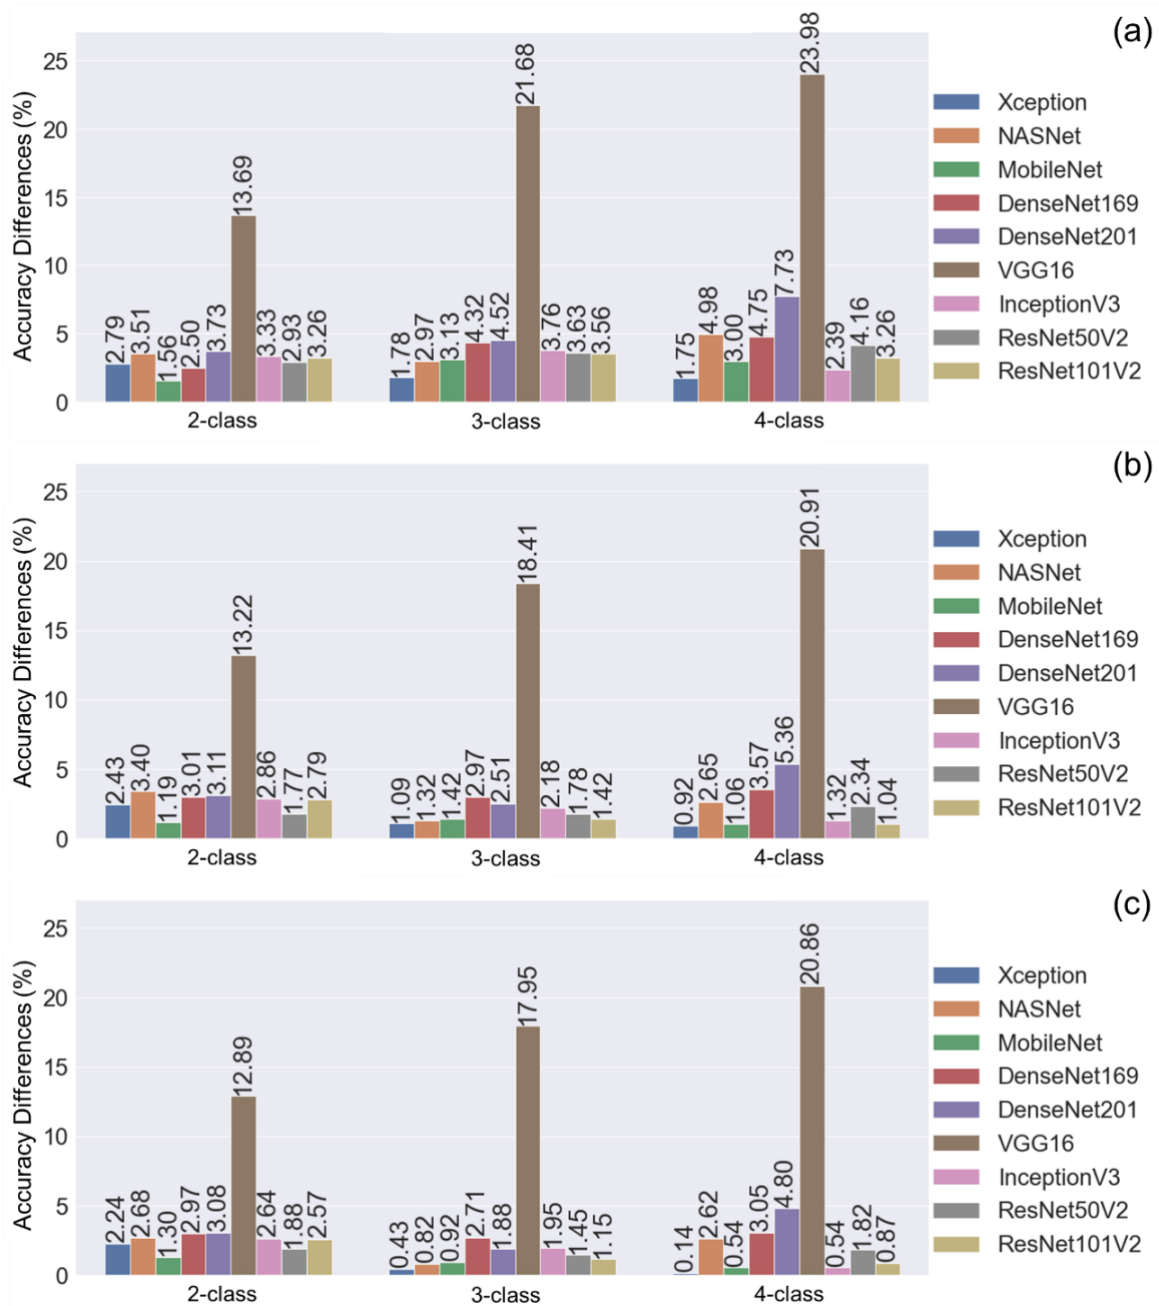 (a)
Accuracy Differences (%)
25
20
15
10
5
0
2.79
3.51
1.56
2.50
3.73
13.69
3.33
2.93
3.26
1.78
2.97
3.13
4.32
4.52
21.68
3.76
3.63
3.56
1.75
4.98
3.00
4.75
7.73
23.98
2.39
4.16
3.26
2-class
3-class
4-class
Xception
NASNet
MobileNet
DenseNet169
DenseNet201
VGG16
InceptionV3
ResNet50V2
ResNet101V2
(b)
Accuracy Differences (%)
25
20
15
10
5
0
2.43
3.40
1.19
3.01
3.11
13.22
2.86
1.77
2.79
1.09
1.32
1.42
2.97
2.51
18.41
2.18
1.78
1.42
0.92
2.65
1.06
3.57
5.36
20.91
1.32
2.34
1.04
2-class
3-class
4-class
Xception
NASNet
MobileNet
DenseNet169
DenseNet201
VGG16
InceptionV3
ResNet50V2
ResNet101V2
(c)
Accuracy Differences (%)
25
20
15
10
5
0
2.24
2.68
1.30
2.97
3.08
12.89
2.64
1.88
2.57
0.43
0.82
0.92
2.71
1.88
17.95
1.95
1.45
1.15
0.14
2.62
0.54
3.05
4.80
20.86
0.54
1.82
0.87
2-class
3-class
4-class
Xception
NASNet
MobileNet
DenseNet169
DenseNet201
VGG16
InceptionV3
ResNet50V2
ResNet101V2